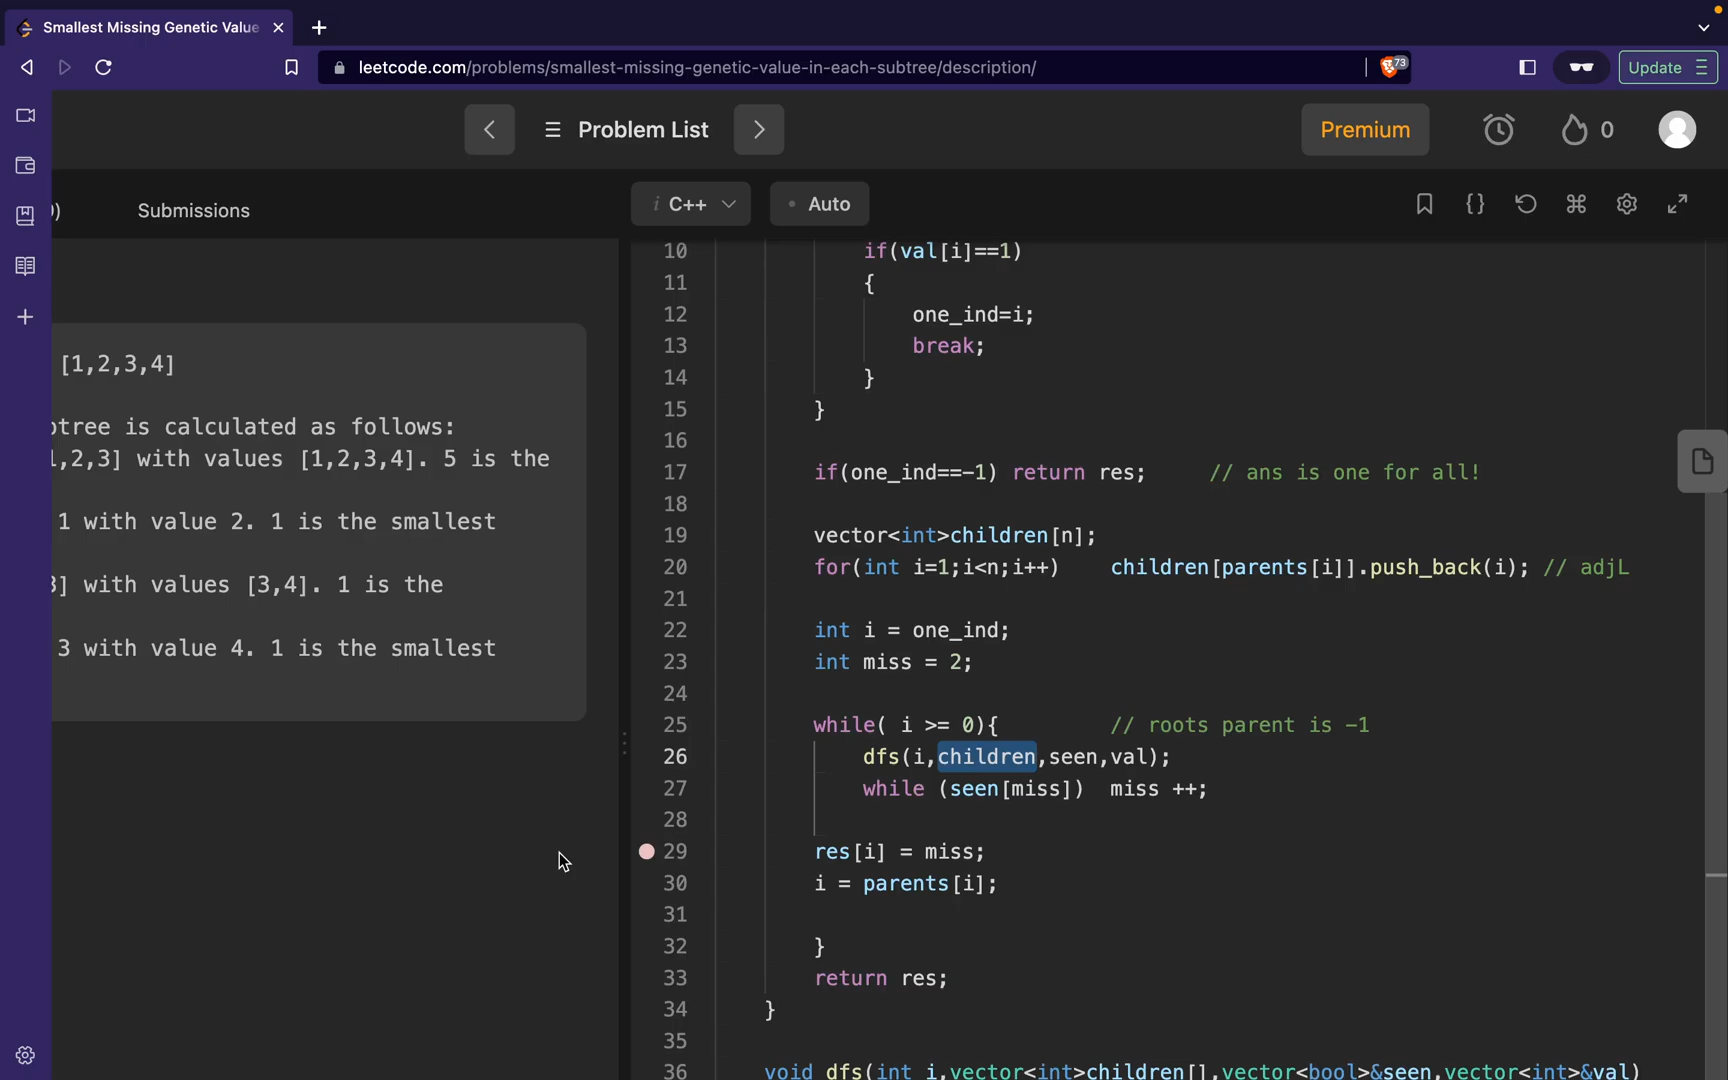 Smallest Missing Genetic Value
leetcode.com/problems/smallest-missing-genetic-value-in-each-subtree/description/
73
Update
Problem List
Premium
0
)
Submissions
C++
Auto
[1,2,3,4]
tree is calculated as follows:
,2,3] with values [1,2,3,4]. 5 is the
1 with value 2. 1 is the smallest
3] with values [3,4]. 1 is the
3 with value 4. 1 is the smallest
10 if(val[i]==1)
11 {
12 one_ind=i;
13 break;
14 }
15 }
16
17 if(one_ind==-1) return res; // ans is one for all!
18
19 vector<int>children[n];
20 for(int i=1;i<n;i++) children[parents[i]].push_back(i); // adjL
21
22 int i = one_ind;
23 int miss = 2;
24
25 while( i >= 0){ // roots parent is -1
26 dfs(i,children,seen,val);
27 while (seen[miss]) miss ++;
28
29 res[i] = miss;
30 i = parents[i];
31
32 }
33 return res;
34 }
35
36 void dfs(int i,vector<int>children[],vector<bool>&seen,vector<int>&val)